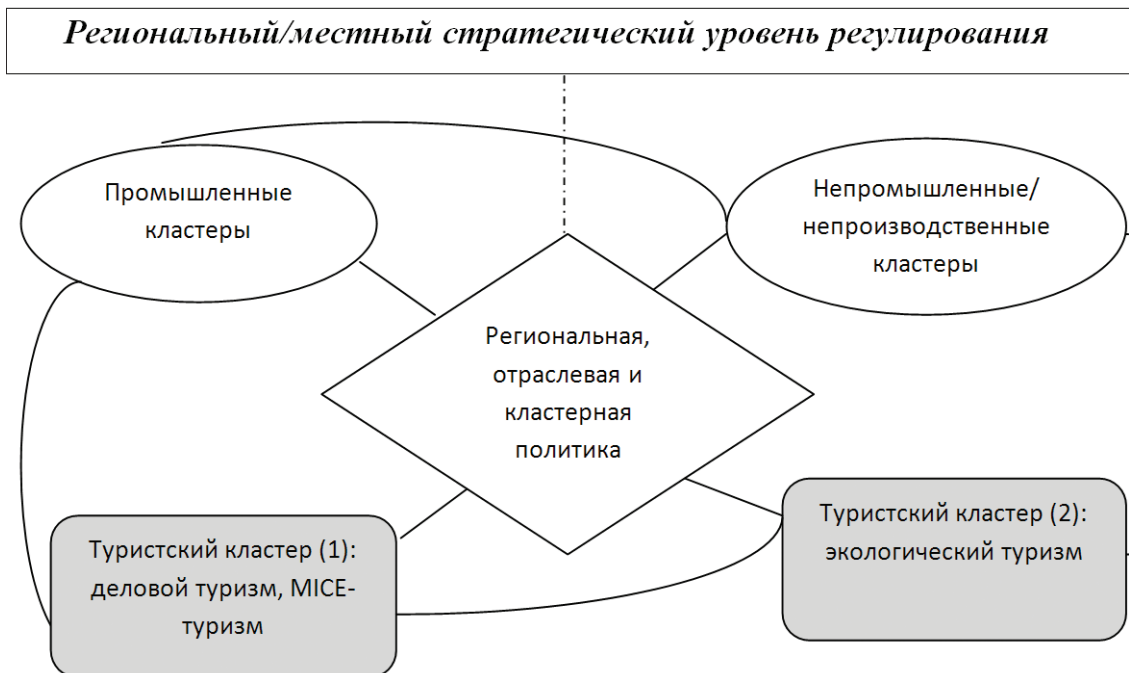 Региональный/местный стратегический уровень регулирования
Промышленные
кластеры
Непромышленные/
непроизводственные
кластеры
Региональная,
отраслевая и
кластерная
политика
Туристский кластер (1):
деловой туризм, MICE-
туризм
Туристский кластер (2):
экологический туризм